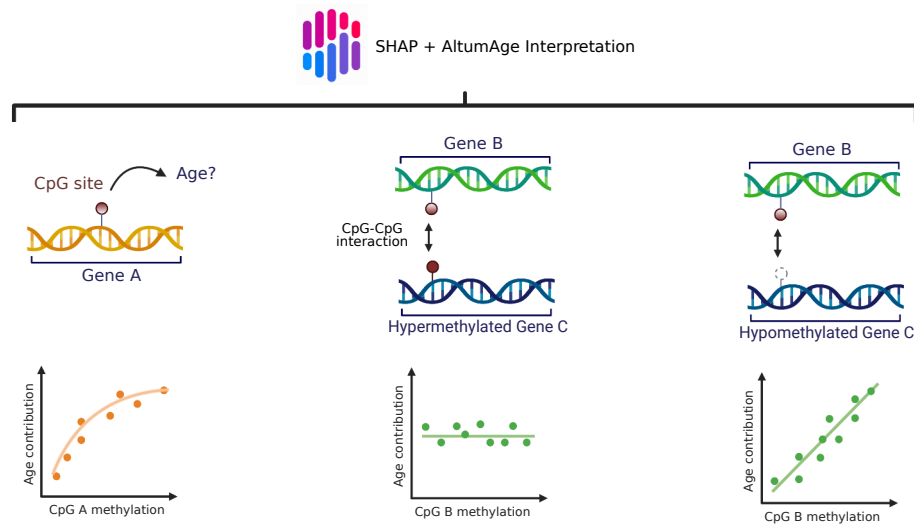 SHAP + AltumAge Interpretation
CpG site
Age?
Gene A
Gene B
CpG-CpG
interaction
Hypermethylated Gene C
Gene B
Hypomethylated Gene C
Age contribution
CpG A methylation
Age contribution
CpG B methylation
Age contribution
CpG B methylation